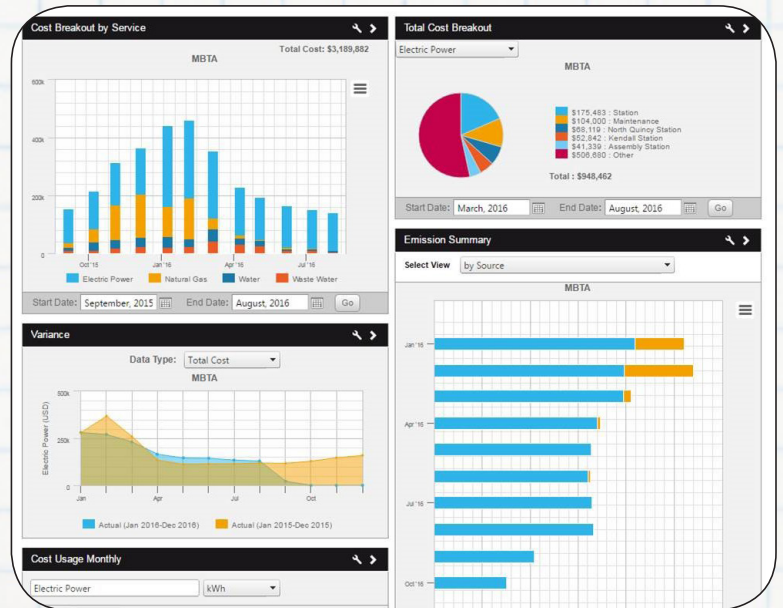 Cost Breakout by Service
Total Cost: $3,189,882
MBTA
600k
400k
200k
0
Oct '15
Jan '16
Apr '16
Jul '16
Electric Power
Natural Gas
Water
Waste Water
Start Date: September, 2015 End Date: August, 2016 Go
Variance
Data Type: Total Cost
MBTA
Electric Power (USD)
500k
250k
0
Jan
Apr
Jul
Oct
Actual (Jan 2016-Dec 2016)
Actual (Jan 2015-Dec 2015)
Cost Usage Monthly
Electric Power kWh
Total Cost Breakout
Electric Power
MBTA
$175,483 : Station
$104,000 : Maintenance
$68,119 : North Quincy Station
$52,842 : Kendall Station
$41,339 : Assembly Station
$506,680 : Other
Total : $948,462
Start Date: March, 2016 End Date: August, 2016 Go
Emission Summary
Select View by Source
MBTA
Jan '16
Apr '16
Jul '16
Oct '16